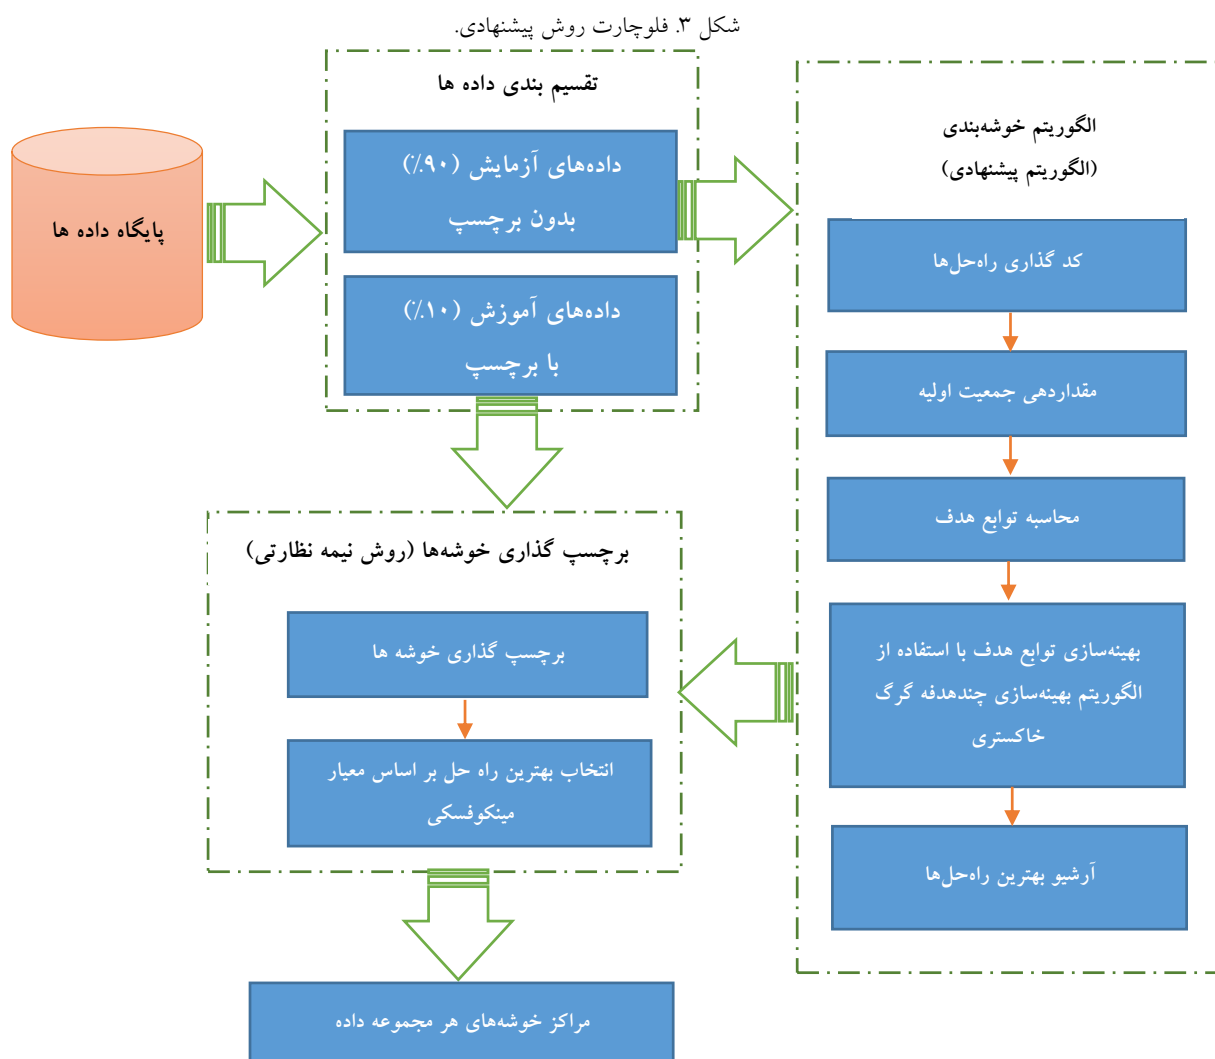 شکل ۳. فلوچارت روش پیشنهادی.
پایگاه داده ها
تقسیم بندی داده ها
داده‌های آزمایش (۹۰٪)
بدون برچسپ
داده‌های آموزش (۱۰٪)
با برچسپ
الگوریتم خوشه‌بندی
(الگوریتم پیشنهادی)
کد گذاری راه‌حل‌ها
مقداردهی جمعیت اولیه
محاسبه توابع هدف
بهینه‌سازی توابع هدف با استفاده از
الگوریتم بهینه‌سازی چندهدفه گرگ
خاکستری
آرشیو بهترین راه‌حل‌ها
برچسپ گذاری خوشه‌ها (روش نیمه نظارتی)
برچسپ گذاری خوشه ها
انتخاب بهترین راه حل بر اساس معیار
مینکوفسکی
مراکز خوشه‌های هر مجموعه داده